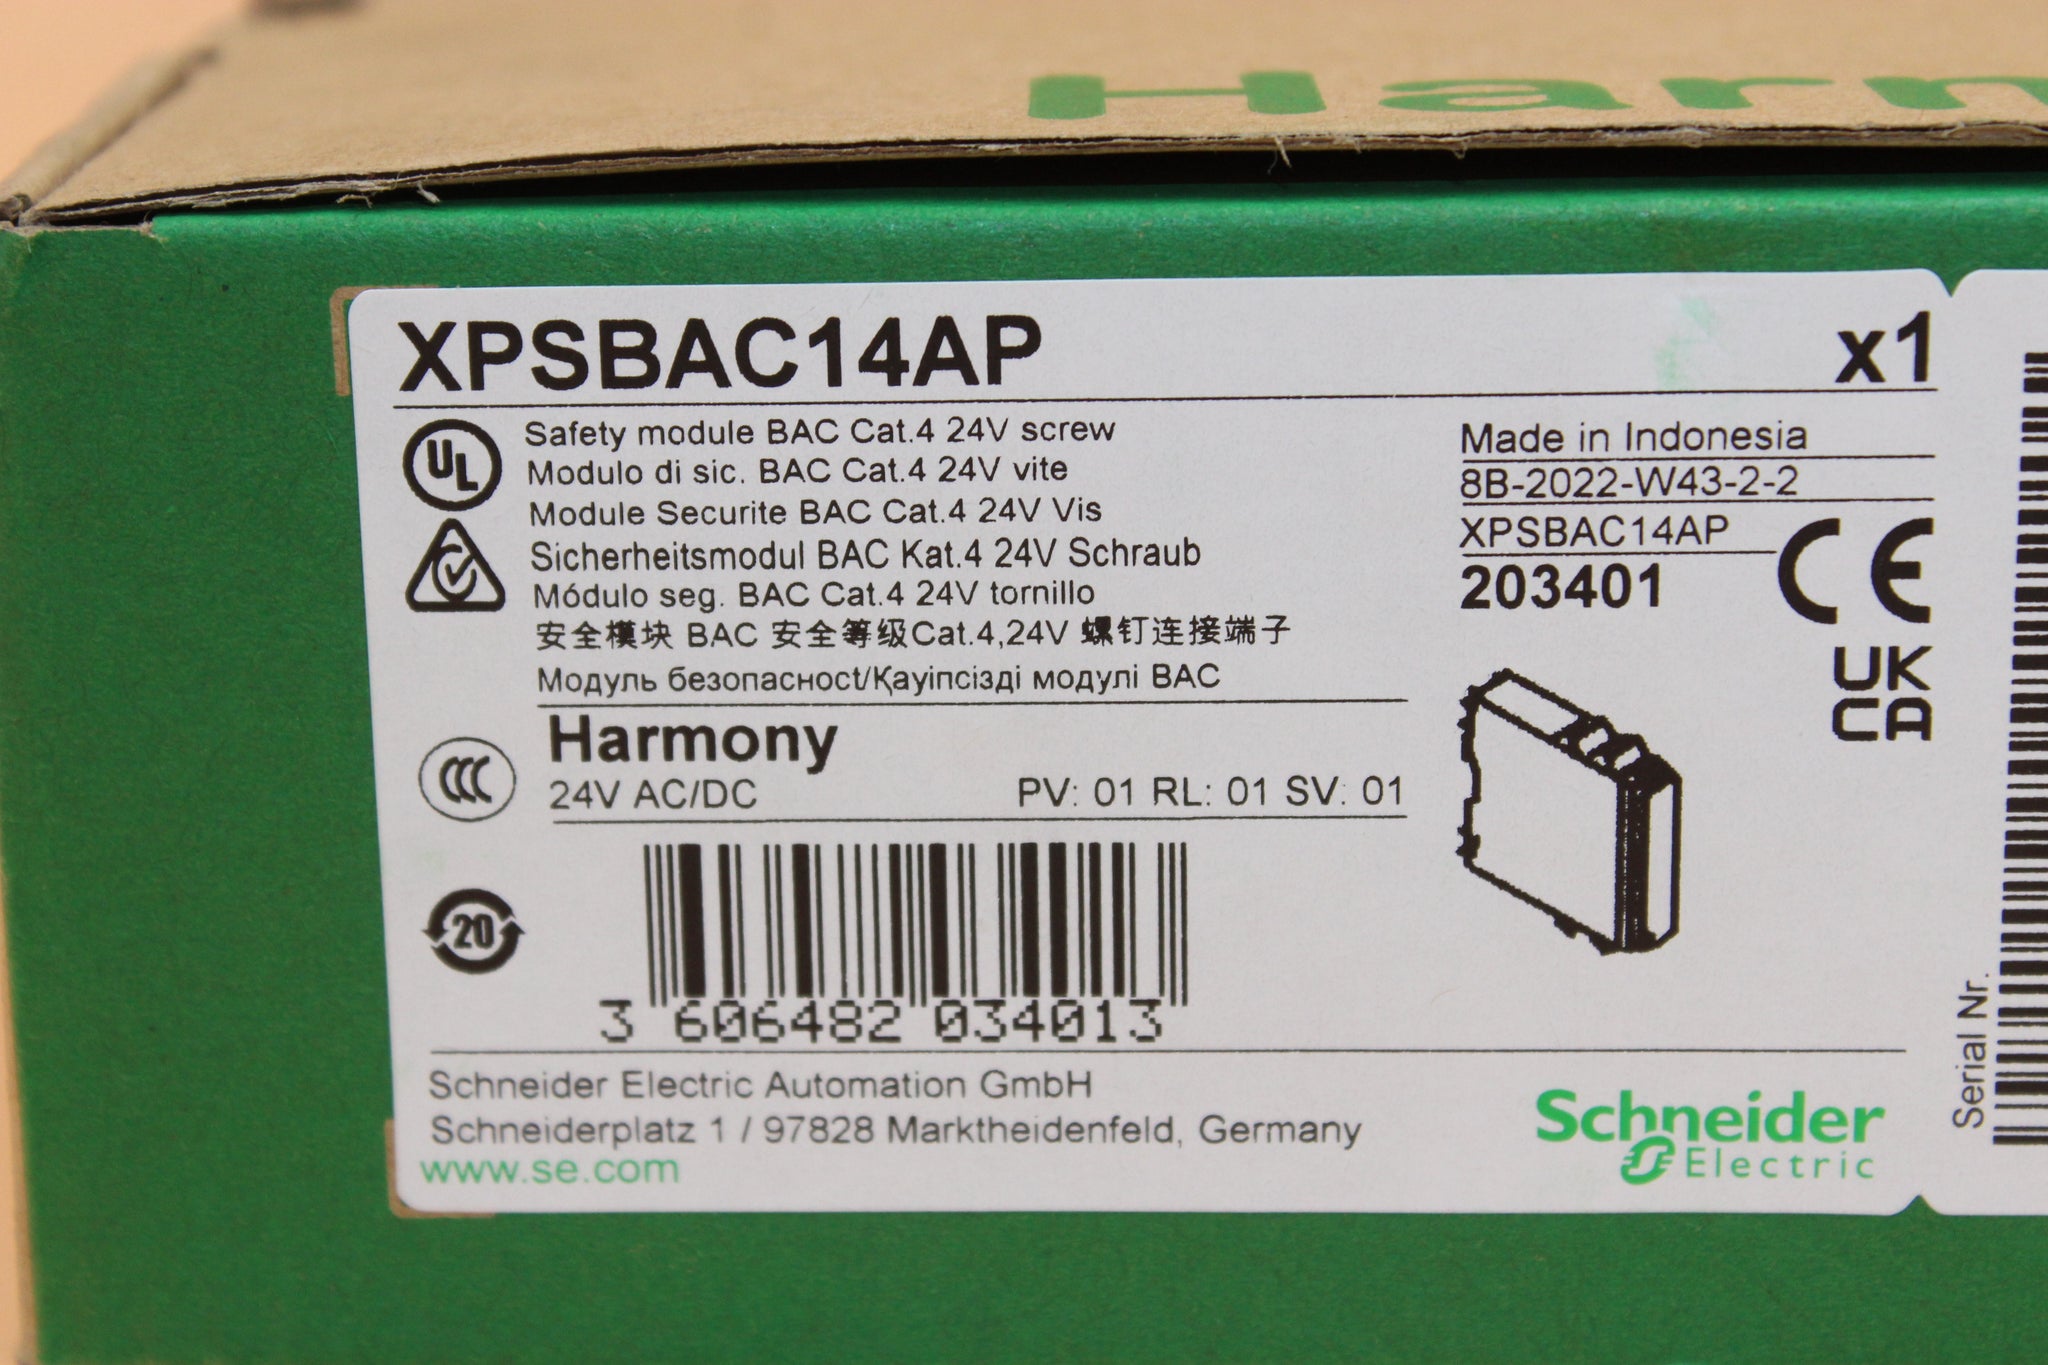 Harm
XPSBAC14AP
x1
UL
Safety module BAC Cat.4 24V screw
Modulo di sic. BAC Cat.4 24V vite
Module Securite BAC Cat.4 24V Vis
Sicherheitsmodul BAC Kat.4 24V Schraub
Módulo seg. BAC Cat.4 24V tornillo
安全模块 BAC 安全等级Cat.4,24V 螺钉连接端子
Модуль безопасност/Қауіпсізді модулі BAC
Made in Indonesia
8B-2022-W43-2-2
XPSBAC14AP
203401
CE
UK
CA
CCC
Harmony
24V AC/DC
PV: 01 RL: 01 SV: 01
20
3 606482 034013
Schneider Electric Automation GmbH
Schneiderplatz 1 / 97828 Marktheidenfeld, Germany
www.se.com
Schneider
Electric
Serial Nr.